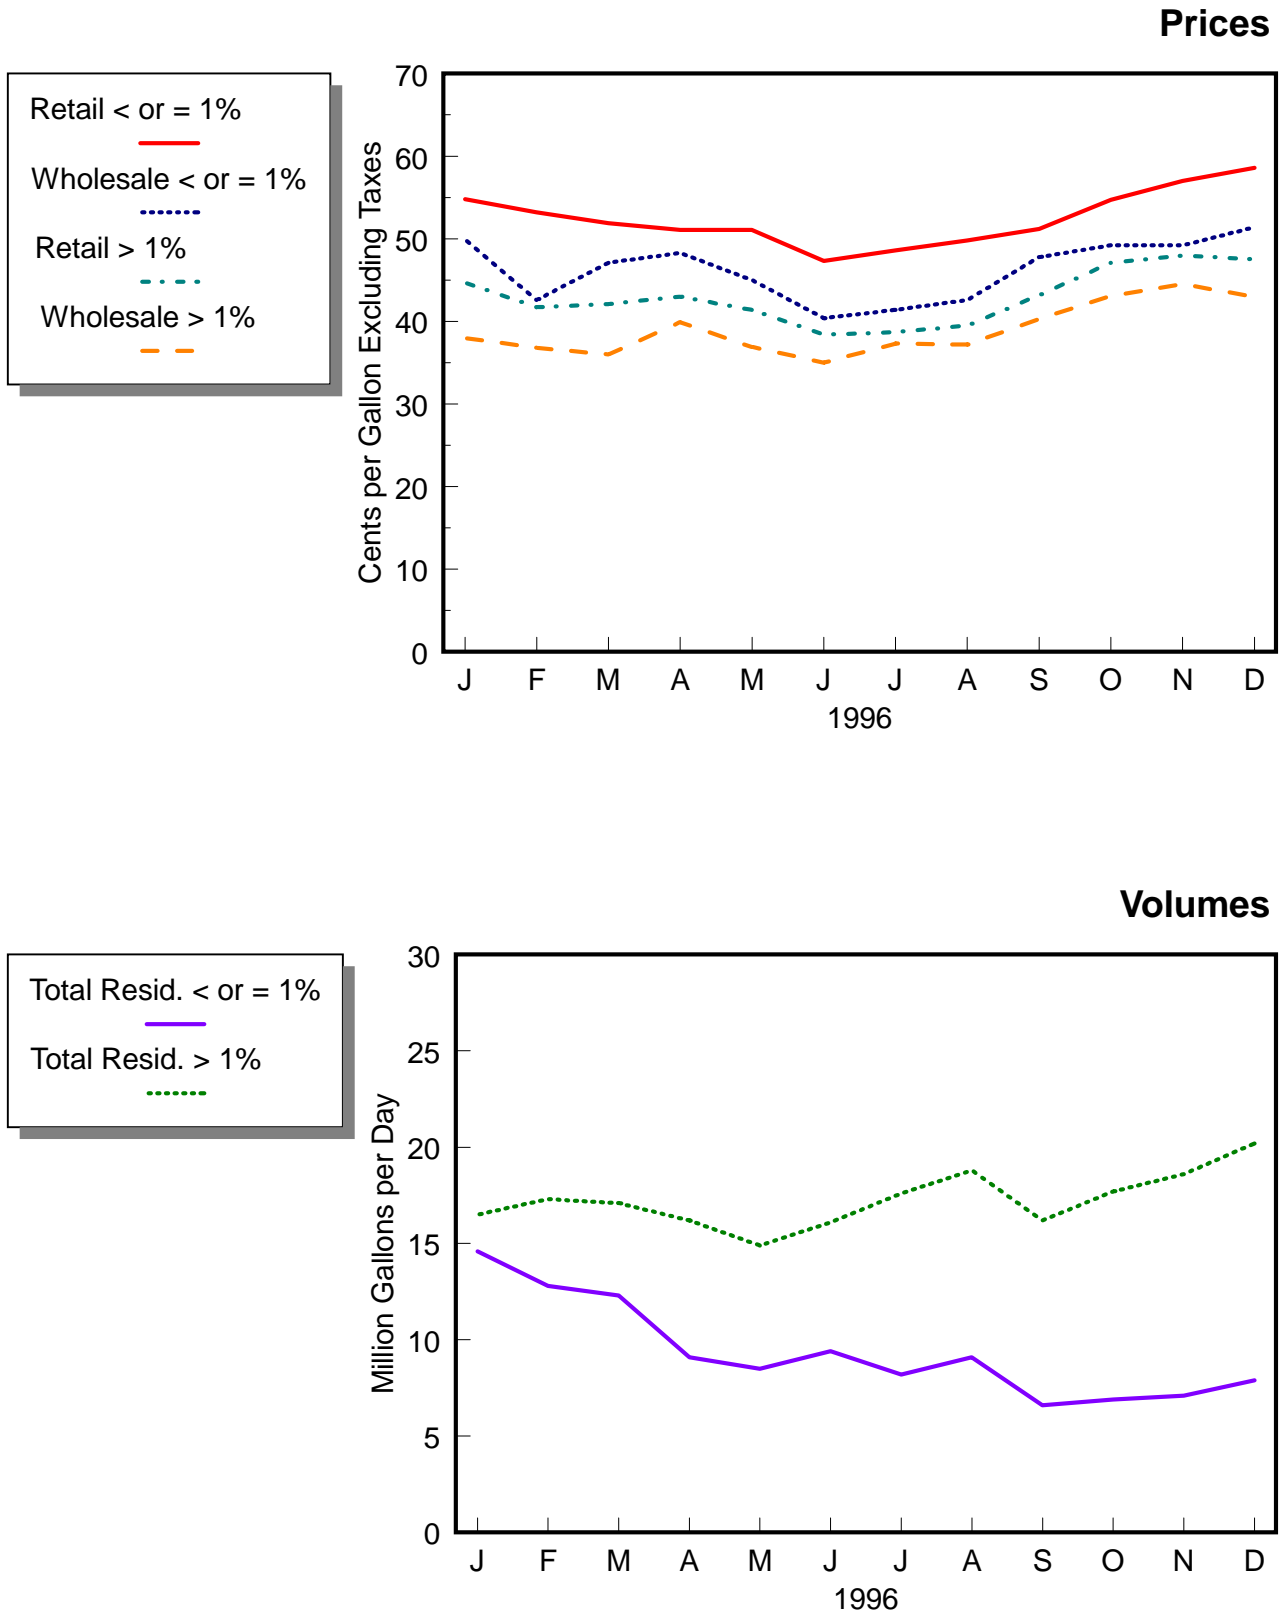 Prices
Retail < or = 1%
Wholesale < or = 1%
Retail > 1%
Wholesale > 1%
Cents per Gallon Excluding Taxes
70
60
50
40
30
20
10
0
J F M A M J J A S O N D
1996
Volumes
Total Resid. < or = 1%
Total Resid. > 1%
Million Gallons per Day
30
25
20
15
10
5
0
J F M A M J J A S O N D
1996